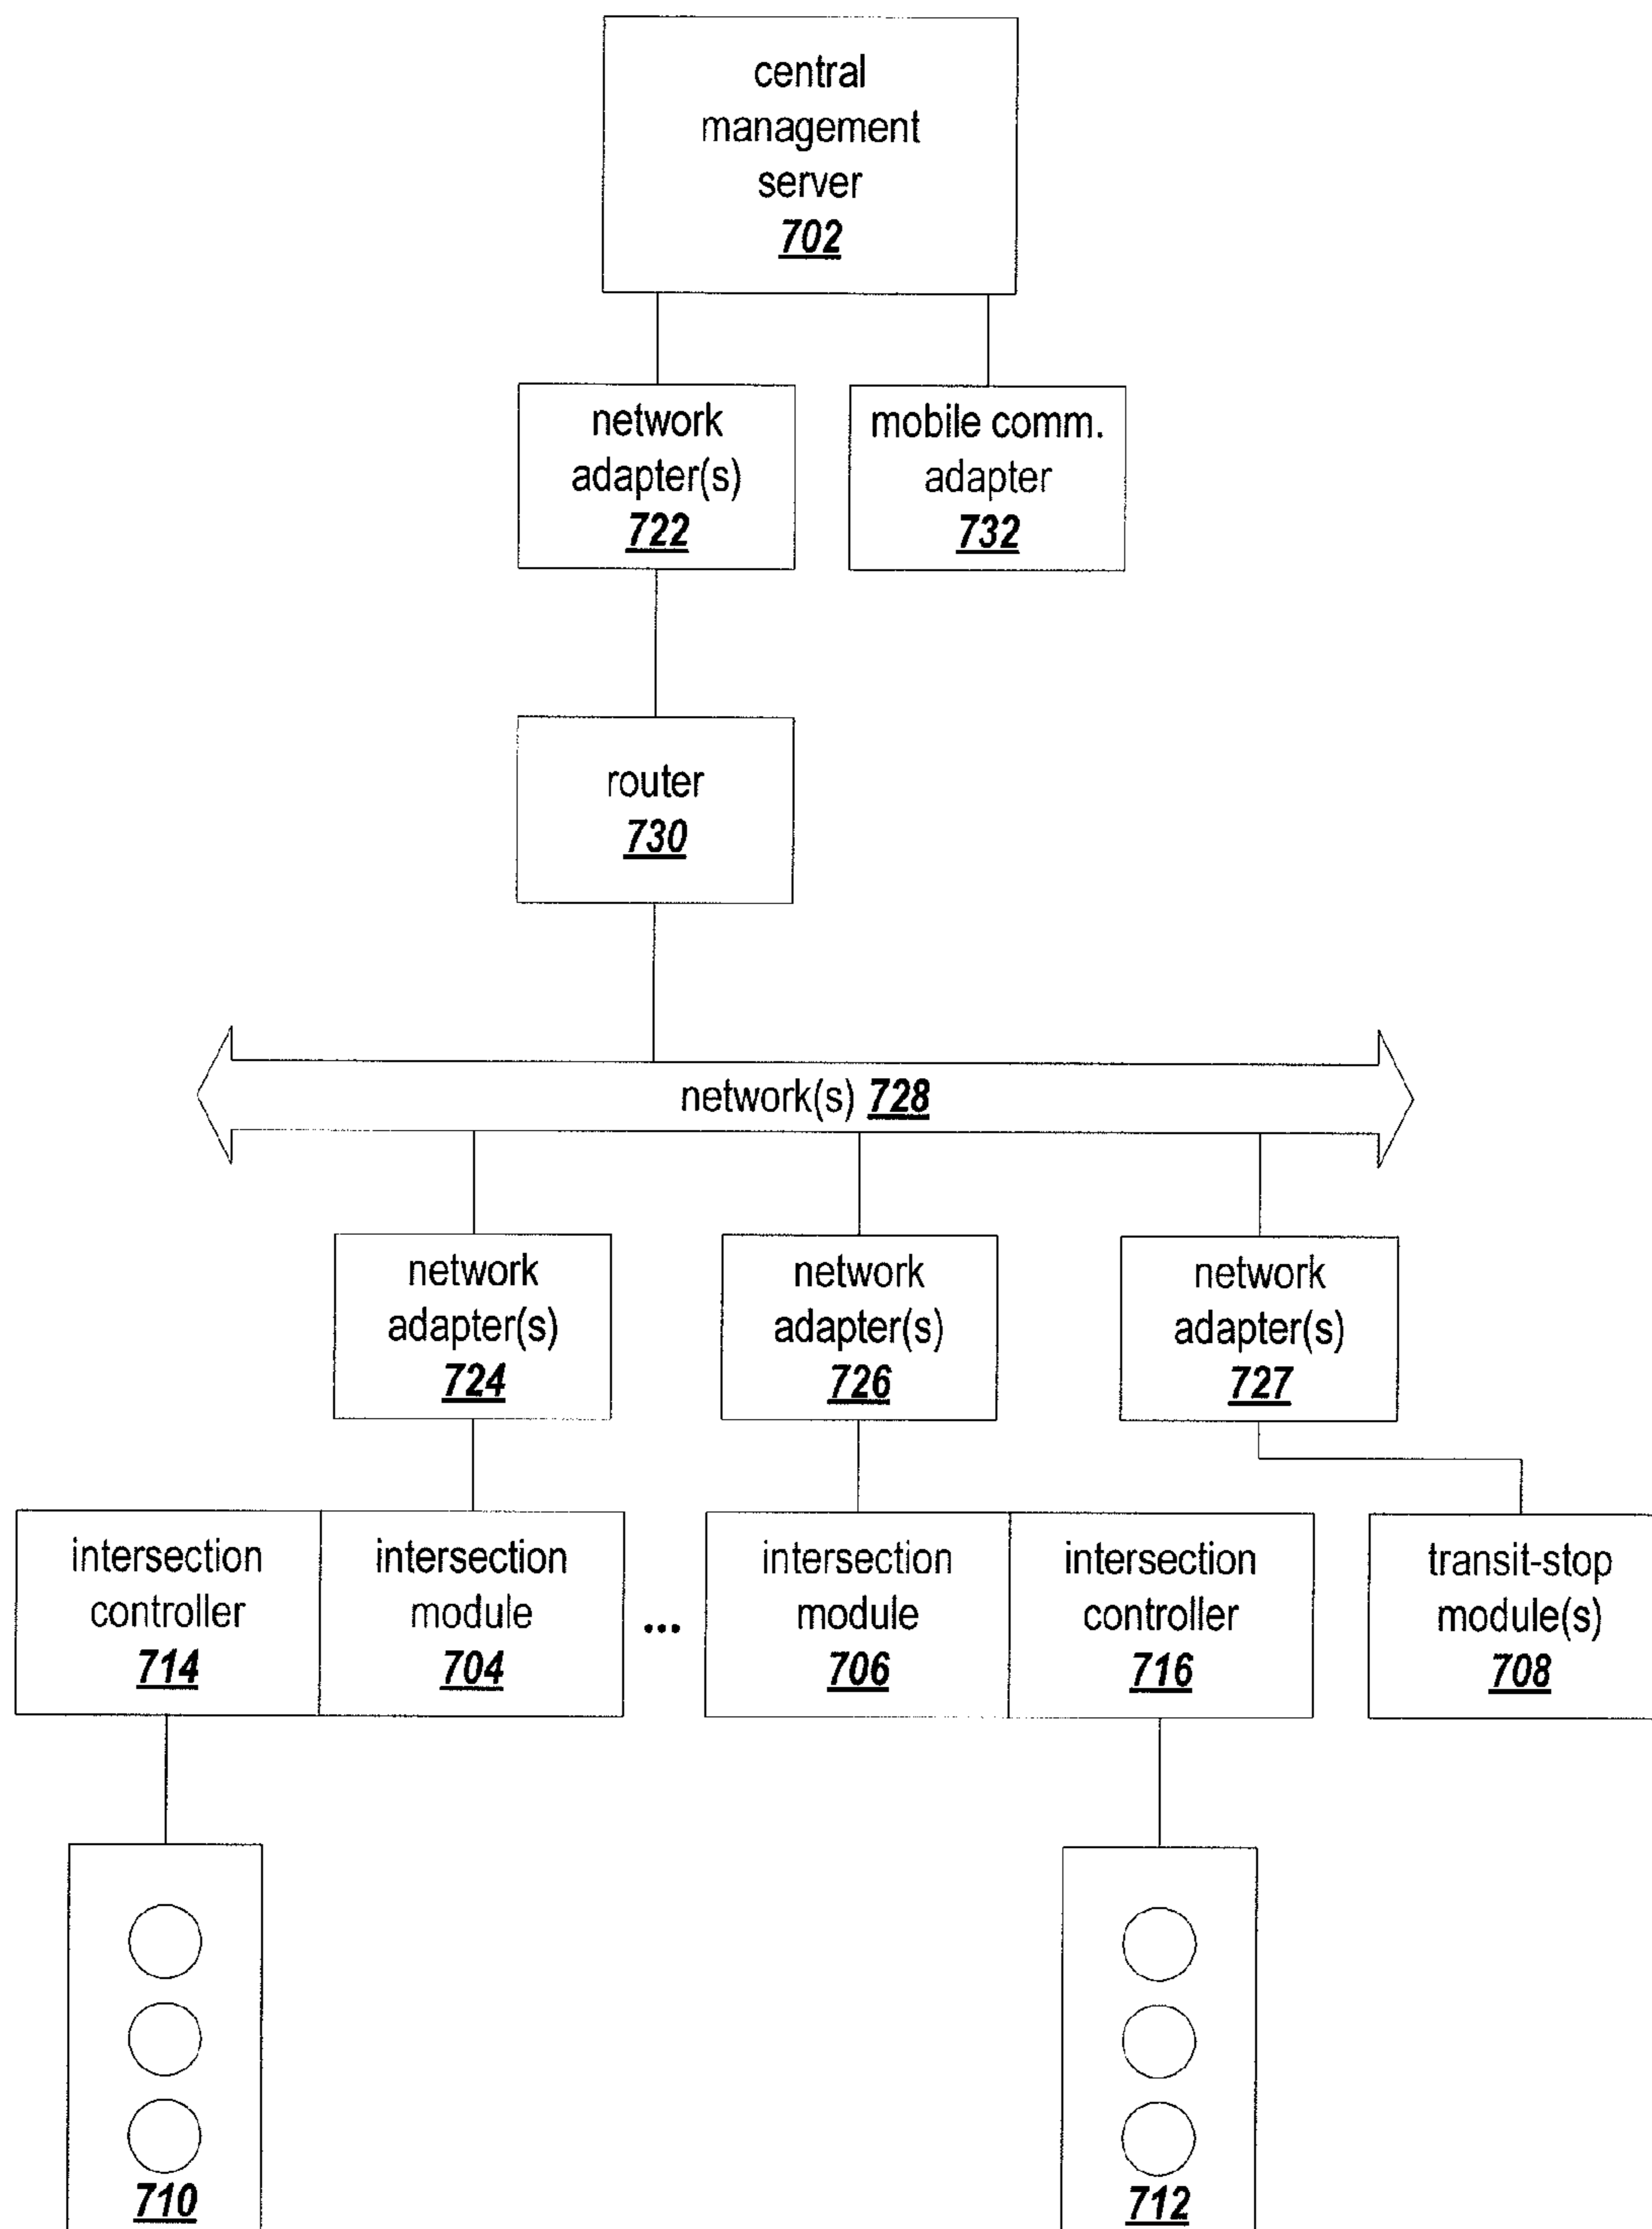 central
management
server
702
network
adapter(s)
722
mobile comm.
adapter
732
router
730
network(s) 728
network
adapter(s)
724
network
adapter(s)
726
network
adapter(s)
727
intersection
controller
714
intersection
module
704
...
intersection
module
706
intersection
controller
716
transit-stop
module(s)
708
710
712